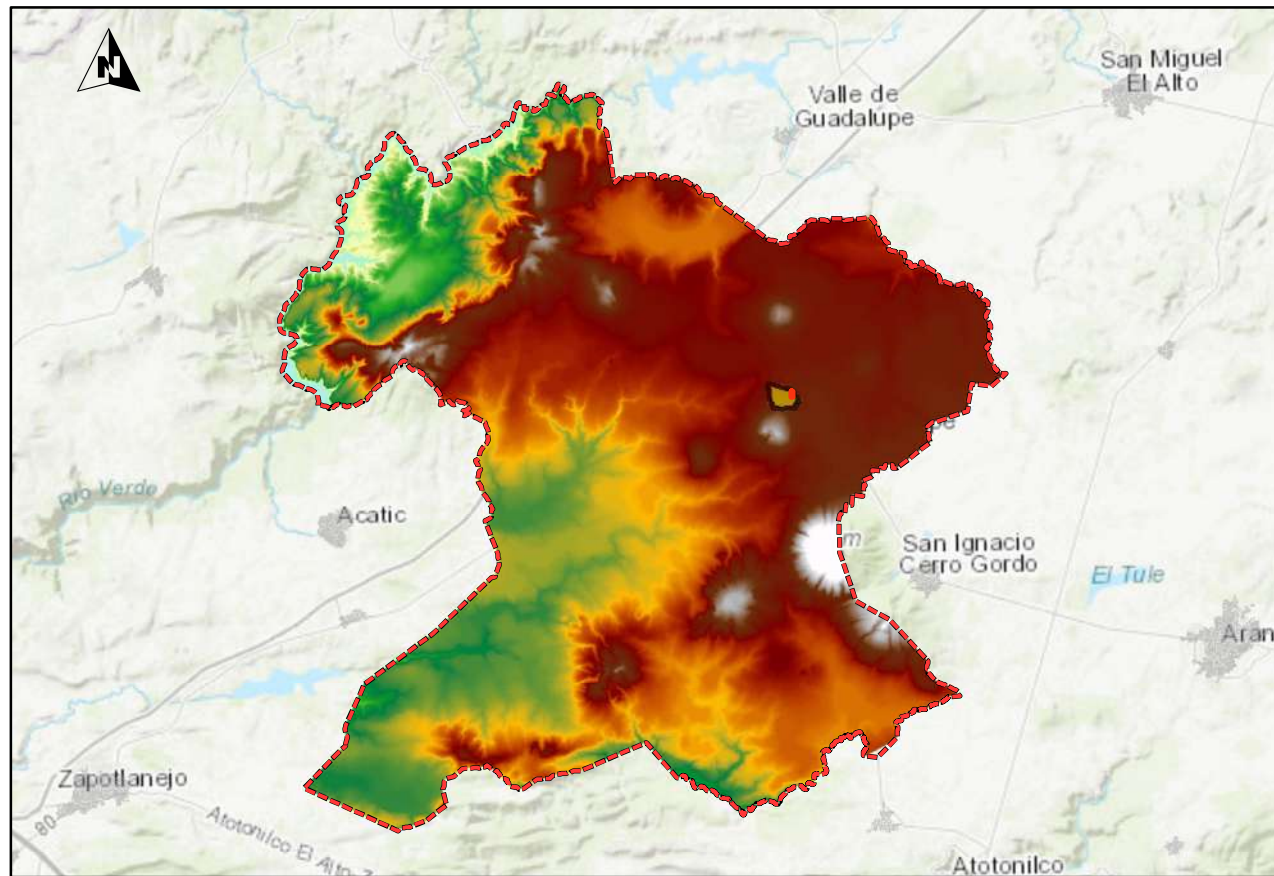 N
San Miguel
El Alto
Valle de
Guadalupe
Río Verde
Acatic
San Ignacio
Cerro Gordo
El Tule
Aran
Zapotlanejo
80
Atotonilco El Alto-Z
Atotonilco